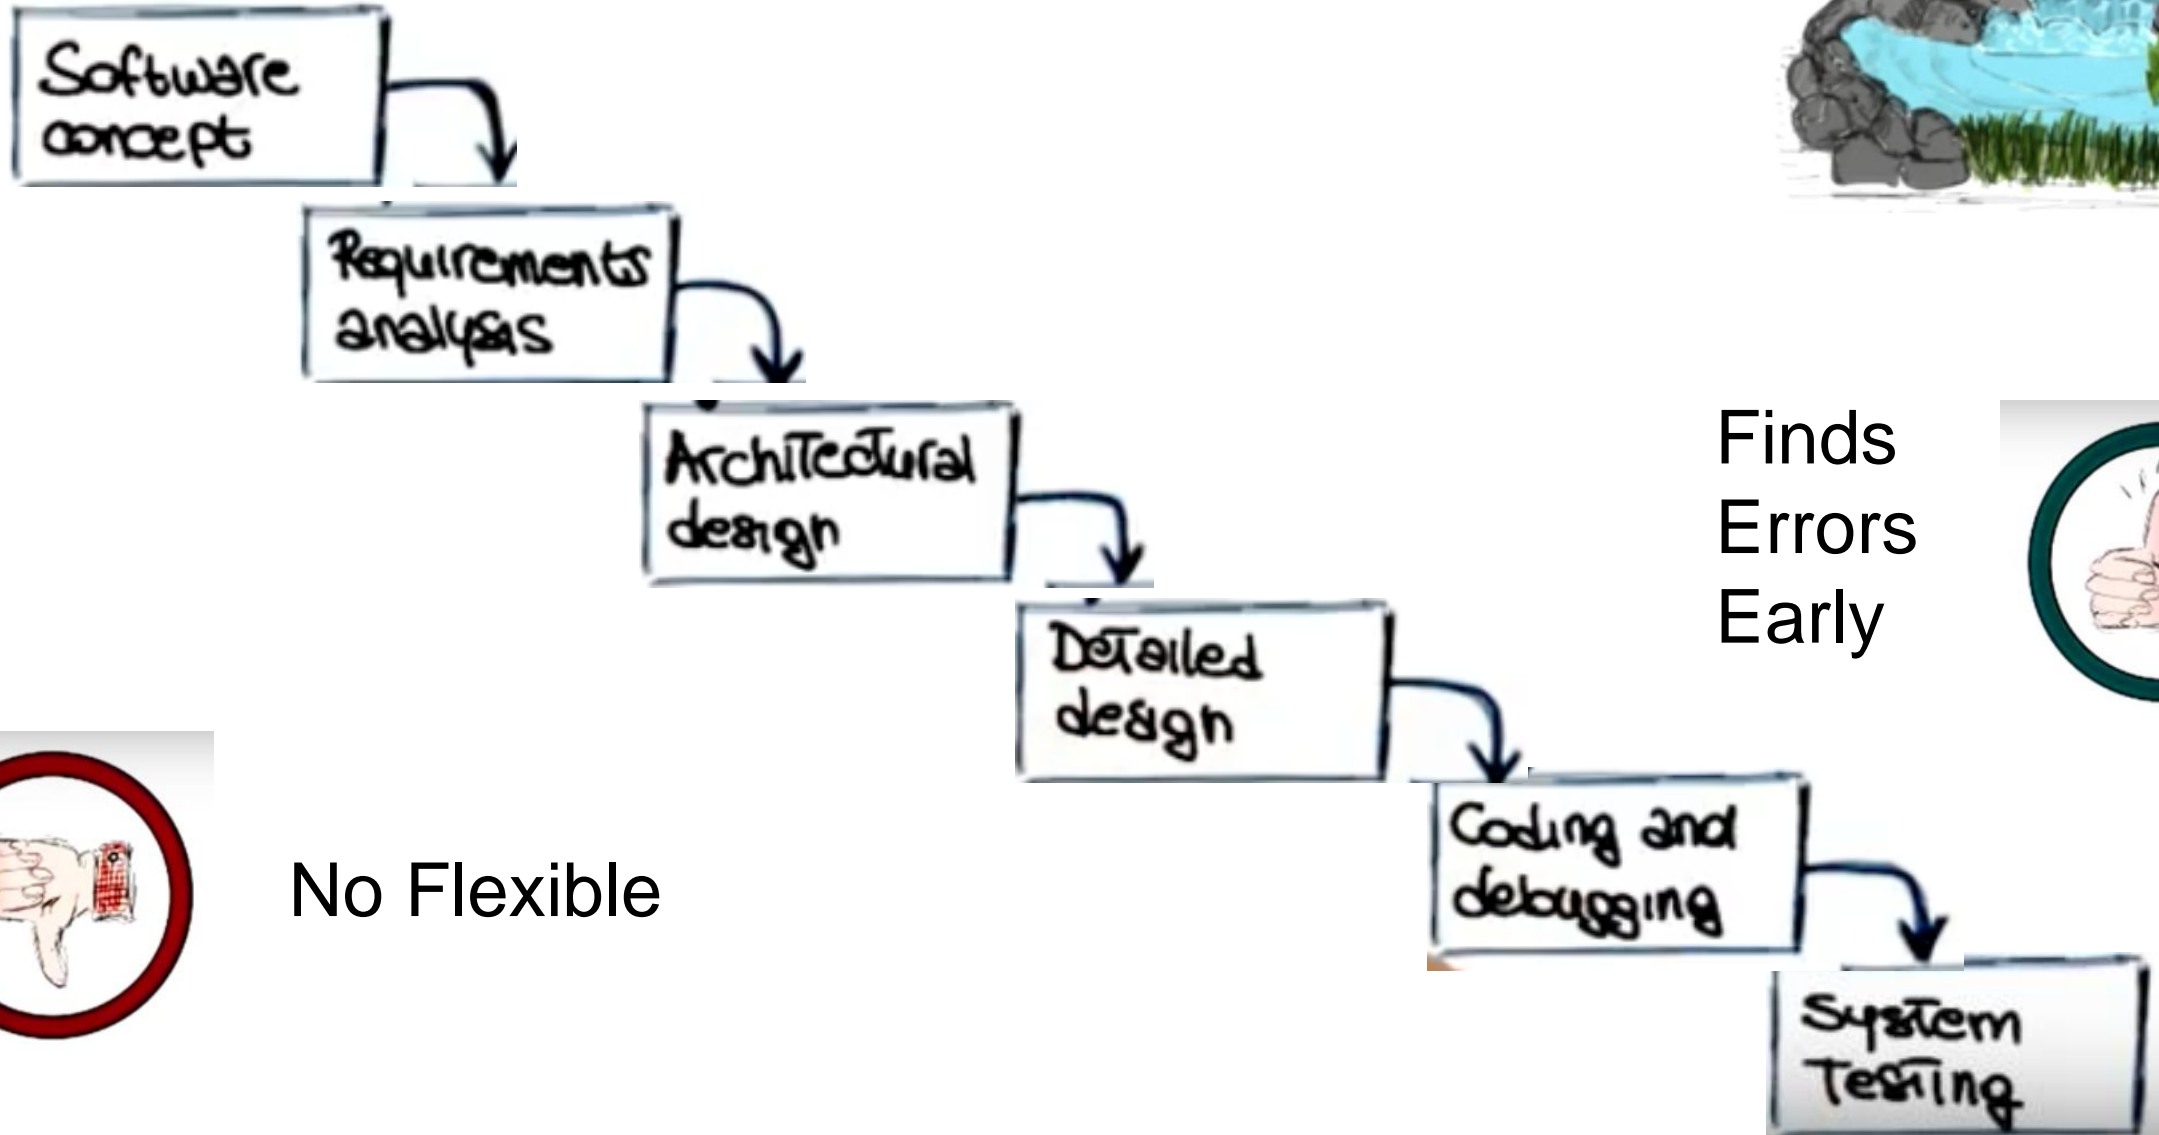 Software
concept
Requirements
analysis
Architectural
design
Finds
Errors
Early
Detailed
design
No Flexible
Coding and
debugging
System
Testing